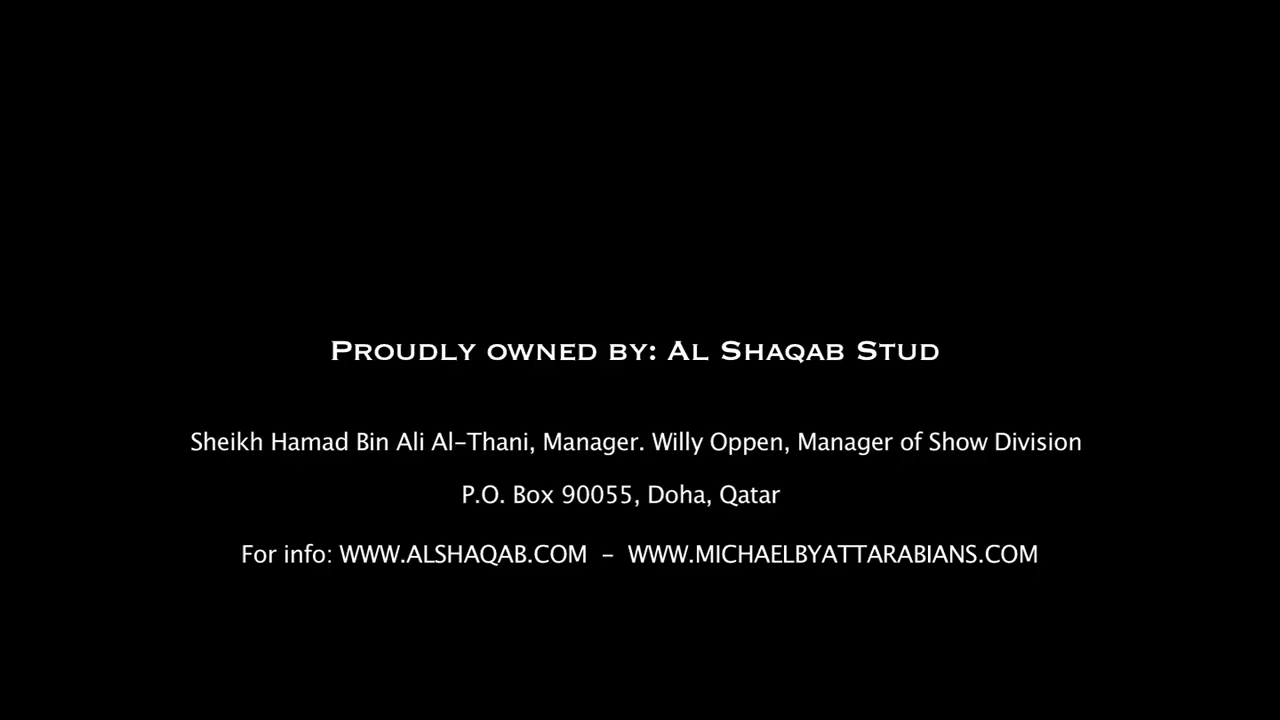 Proudly owned by: Al Shaqab Stud
Sheikh Hamad Bin Ali Al-Thani, Manager. Willy Oppen, Manager of Show Division
P.O. Box 90055, Doha, Qatar
For info: WWW.ALSHAQAB.COM - WWW.MICHAELBYATTARABIANS.COM